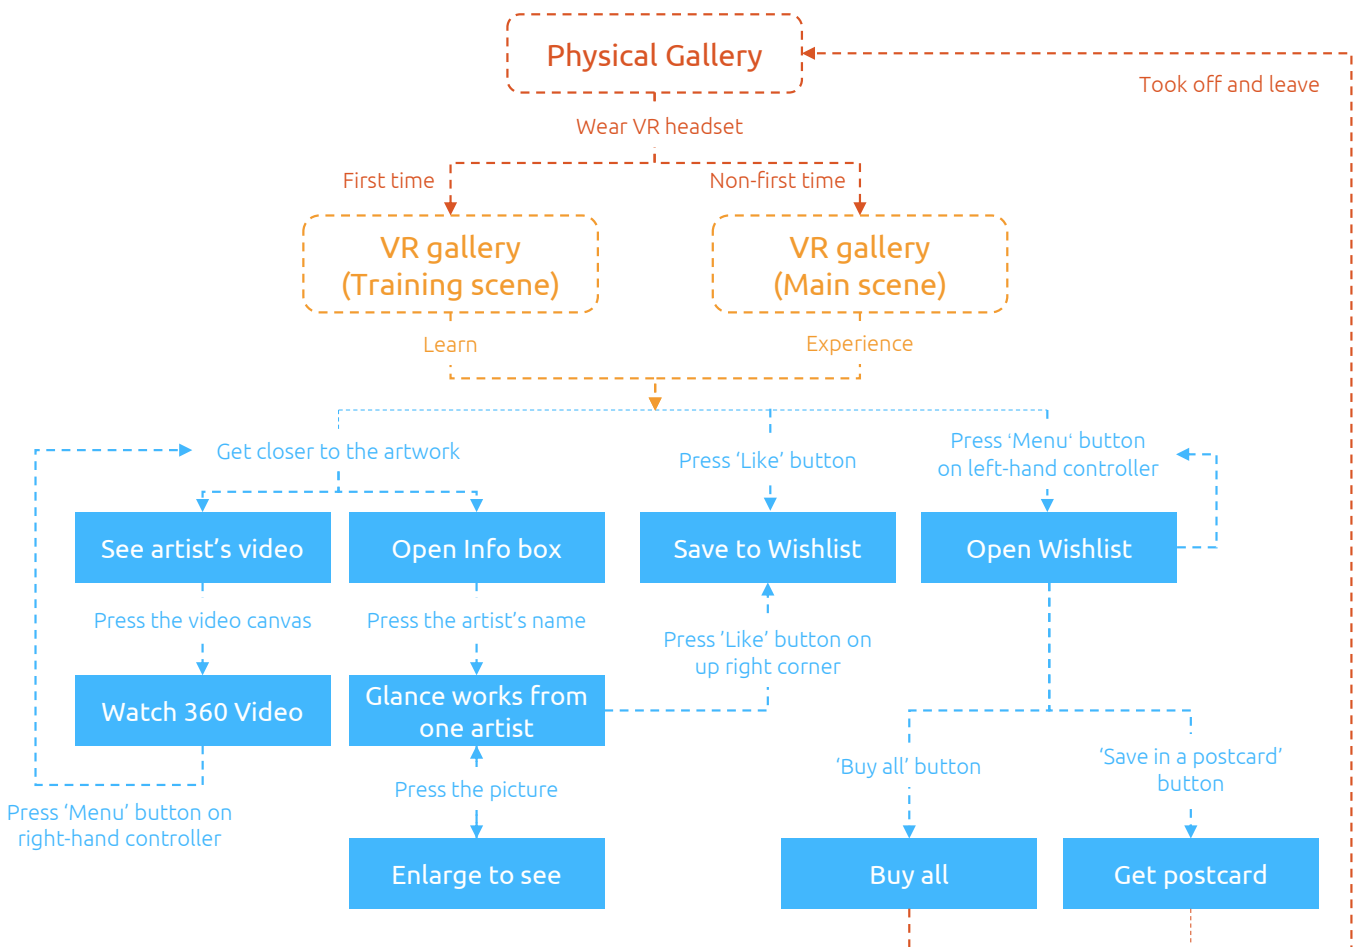 Physical Gallery
Took off and leave
Wear VR headset
First time
Non-first time
VR gallery
(Training scene)
VR gallery
(Main scene)
Learn
Experience
Get closer to the artwork
Press ‘Like’ button
Press ‘Menu‘ button
on left-hand controller
See artist’s video
Open Info box
Save to Wishlist
Open Wishlist
Press the video canvas
Press the artist’s name
Press ’Like’ button on
up right corner
Watch 360 Video
Glance works from
one artist
‘Buy all’ button
‘Save in a postcard’
button
Press the picture
Press ‘Menu’ button on
right-hand controller
Enlarge to see
Buy all
Get postcard